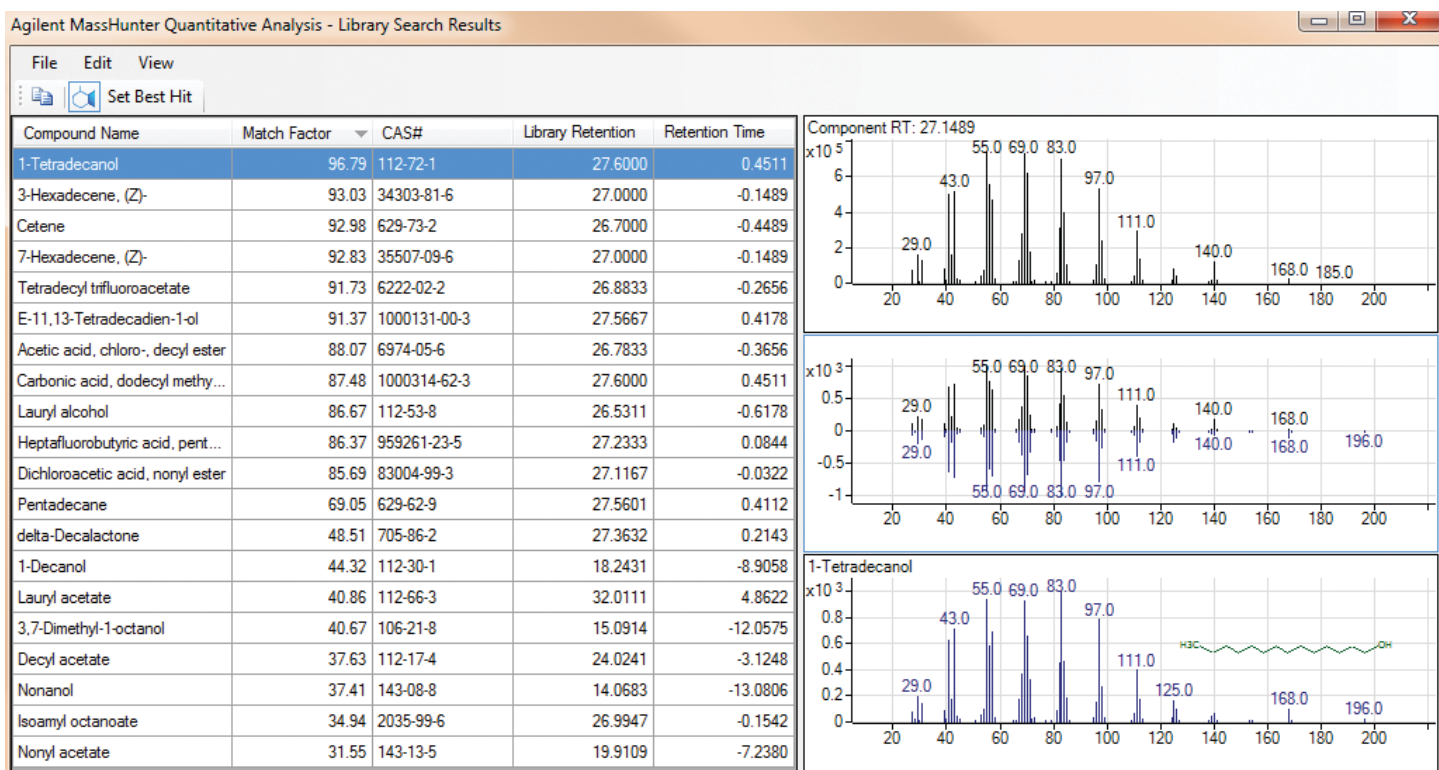 Agilent MassHunter Quantitative Analysis - Library Search Results
File Edit View
Set Best Hit
Compound Name Match Factor CAS# Library Retention Retention Time
1-Tetradecanol 96.79 112-72-1 27.6000 0.4511
3-Hexadecene, (Z)- 93.03 34303-81-6 27.0000 -0.1489
Cetene 92.98 629-73-2 26.7000 -0.4489
7-Hexadecene, (Z)- 92.83 35507-09-6 27.0000 -0.1489
Tetradecyl trifluoroacetate 91.73 6222-02-2 26.8833 -0.2656
E-11,13-Tetradecadien-1-ol 91.37 1000131-00-3 27.5667 0.4178
Acetic acid, chloro-, decyl ester 88.07 6974-05-6 26.7833 -0.3656
Carbonic acid, dodecyl methy... 87.48 1000314-62-3 27.6000 0.4511
Lauryl alcohol 86.67 112-53-8 26.5311 -0.6178
Heptafluorobutyric acid, pent... 86.37 959261-23-5 27.2333 0.0844
Dichloroacetic acid, nonyl ester 85.69 83004-99-3 27.1167 -0.0322
Pentadecane 69.05 629-62-9 27.5601 0.4112
delta-Decalactone 48.51 705-86-2 27.3632 0.2143
1-Decanol 44.32 112-30-1 18.2431 -8.9058
Lauryl acetate 40.86 112-66-3 32.0111 4.8622
3,7-Dimethyl-1-octanol 40.67 106-21-8 15.0914 -12.0575
Decyl acetate 37.63 112-17-4 24.0241 -3.1248
Nonanol 37.41 143-08-8 14.0683 -13.0806
Isoamyl octanoate 34.94 2035-99-6 26.9947 -0.1542
Nonyl acetate 31.55 143-13-5 19.9109 -7.2380
Component RT: 27.1489
x10 5
55.0 69.0 83.0
6
43.0 97.0
4
111.0
2
29.0 140.0
168.0 185.0
0
20 40 60 80 100 120 140 160 180 200
x10 3
55.0 69.0 83.0 97.0
0.5
29.0 111.0 140.0 168.0
0
29.0 140.0 168.0 196.0
-0.5
111.0
-1
55.0 69.0 83.0 97.0
20 40 60 80 100 120 140 160 180 200
1-Tetradecanol
x10 3
55.0 69.0 83.0
0.8
43.0 97.0
0.6
H3C OH
0.4
111.0
0.2
29.0 125.0 168.0 196.0
0
20 40 60 80 100 120 140 160 180 200